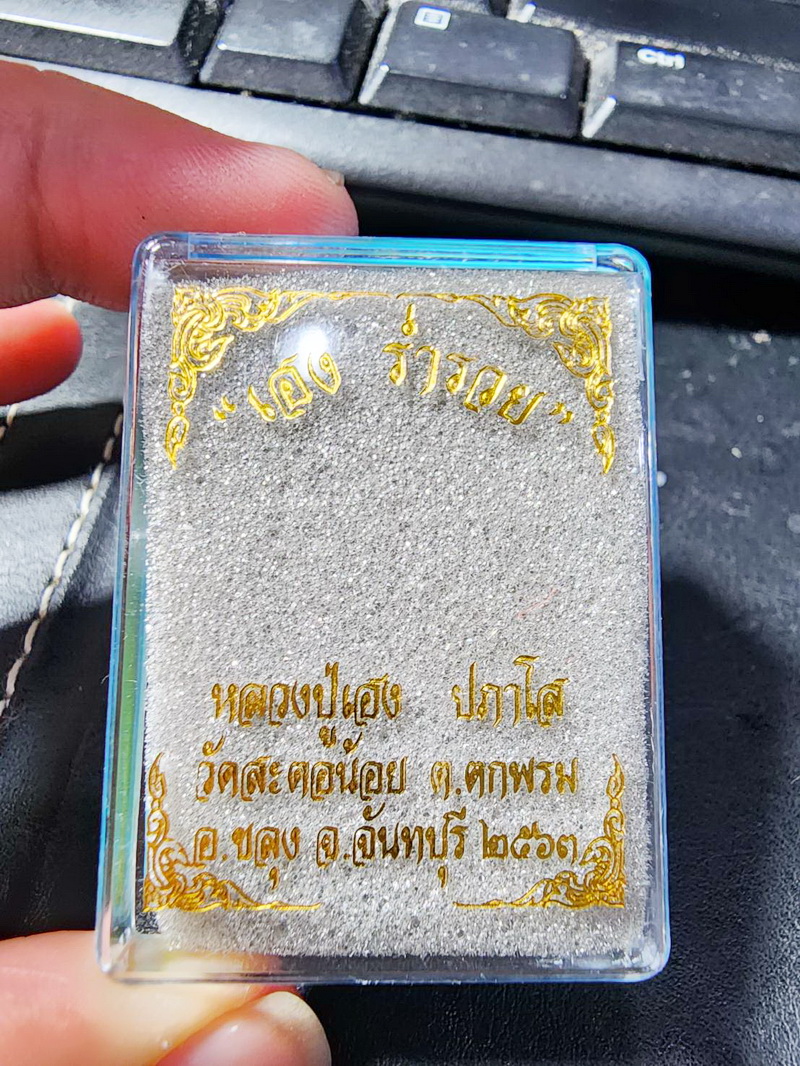 Ctrl
"เฮง ร่ำรวย"
หลวงปู่เฮง ปภาโส
วัดสะตอน้อย ต.ตกพรม
อ.ขลุง จ.จันทบุรี ๒๕๖๓